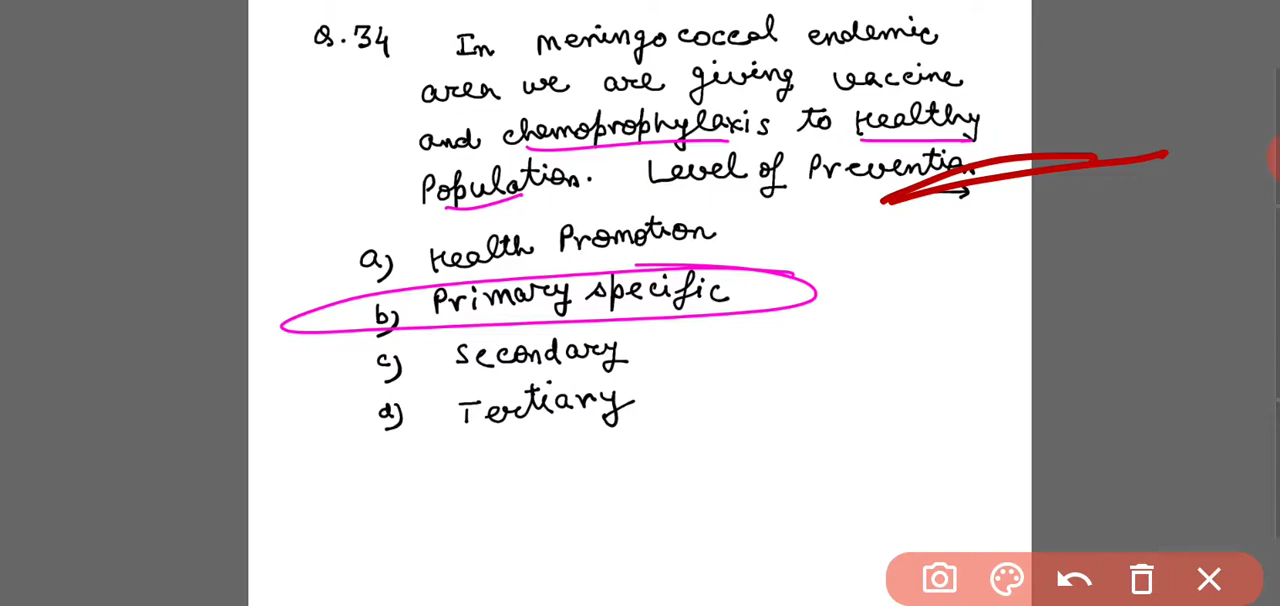 Q.34 In meningococcal endemic
area we are giving vaccine
and chemoprophylaxis to Healthy
Population. Level of Prevention →
a) Health Promotion
b) Primary specific
c) Secondary
d) Tertiary